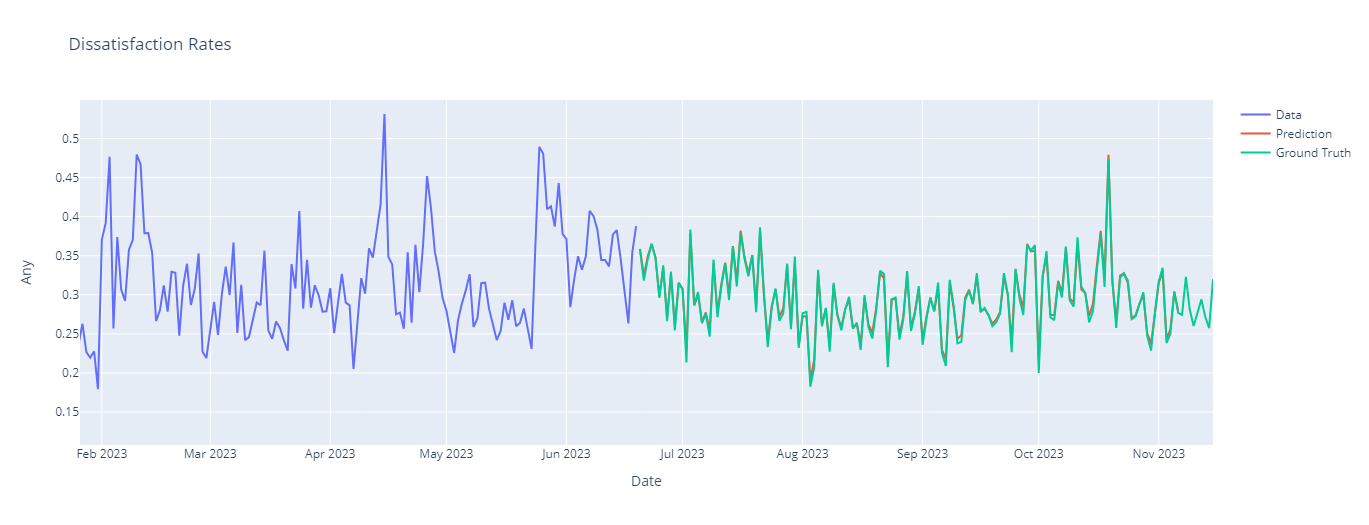 Dissatisfaction Rates
Data
Prediction
Ground Truth
0.5
0.45
0.4
0.35
0.3
0.25
0.2
0.15
Any
Feb 2023 Mar 2023 Apr 2023 May 2023 Jun 2023 Jul 2023 Aug 2023 Sep 2023 Oct 2023 Nov 2023
Date